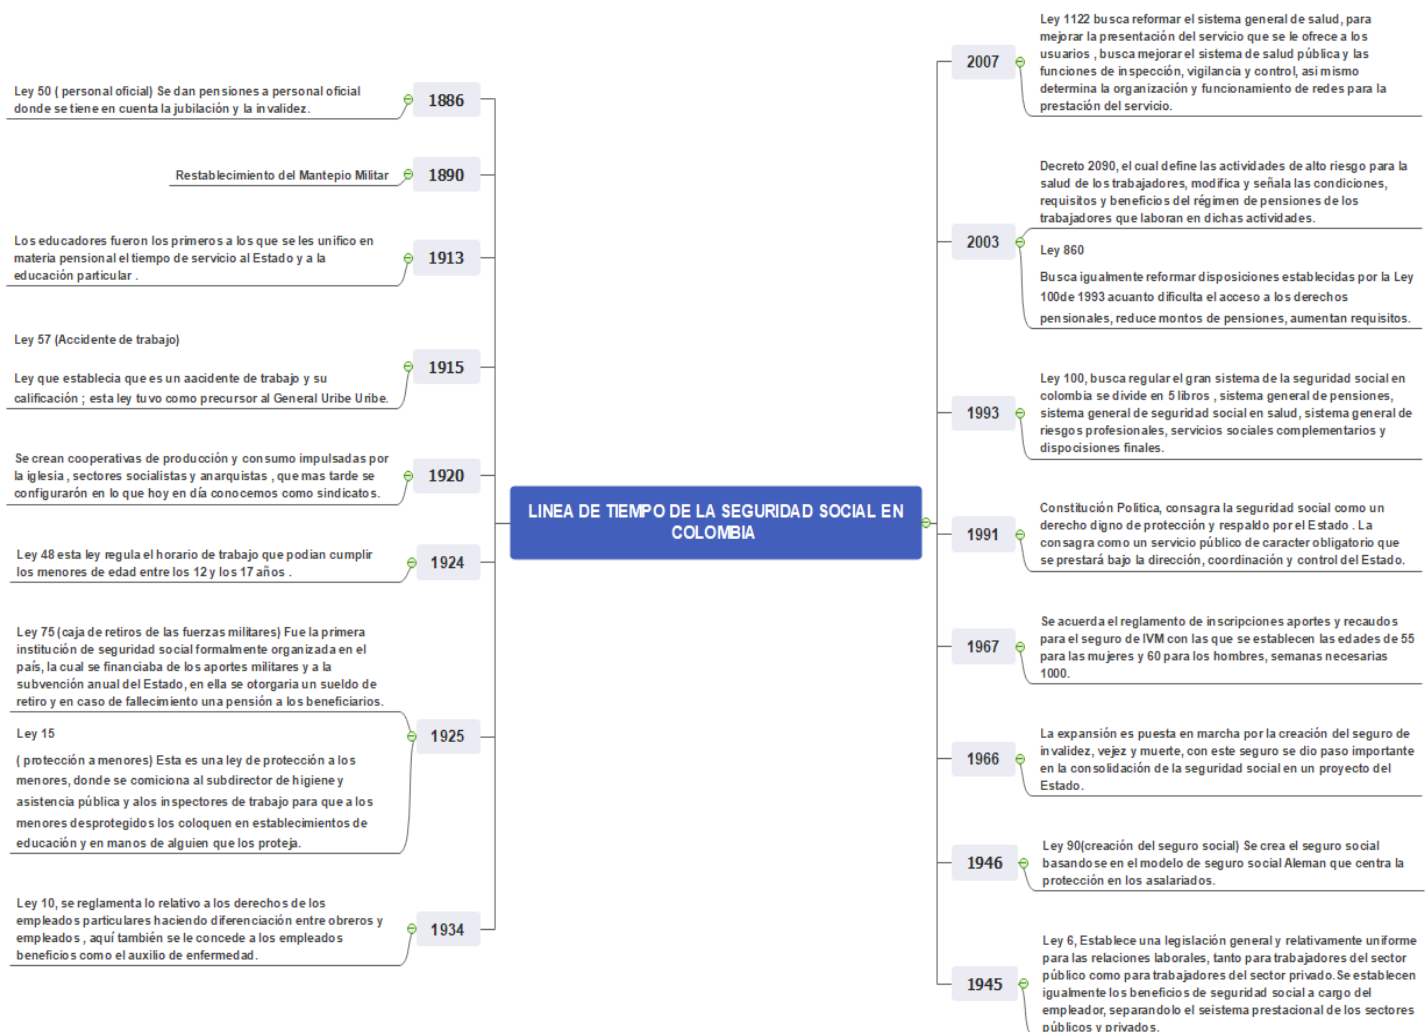 LINEA DE TIEMPO DE LA SEGURIDAD SOCIAL EN
COLOMBIA
1886
Ley 50 ( personal oficial) Se dan pensiones a personal oficial
donde se tiene en cuenta la jubilación y la invalidez.
1890
Restablecimiento del Mantepio Militar
1913
Los educadores fueron los primeros a los que se les unifico en
materia pensional el tiempo de servicio al Estado y a la
educación particular .
1915
Ley 57 (Accidente de trabajo)
Ley que establecia que es un aacidente de trabajo y su
calificación ; esta ley tuvo como precursor al General Uribe Uribe.
1920
Se crean cooperativas de producción y consumo impulsadas por
la iglesia , sectores socialistas y anarquistas , que mas tarde se
configurarón en lo que hoy en día conocemos como sindicatos.
1924
Ley 48 esta ley regula el horario de trabajo que podian cumplir
los menores de edad entre los 12 y los 17 años .
1925
Ley 75 (caja de retiros de las fuerzas militares) Fue la primera
institución de seguridad social formalmente organizada en el
país, la cual se financiaba de los aportes militares y a la
subvención anual del Estado, en ella se otorgaria un sueldo de
retiro y en caso de fallecimiento una pensión a los beneficiarios.
Ley 15
( protección a menores) Esta es una ley de protección a los
menores, donde se comiciona al subdirector de higiene y
asistencia pública y alos inspectores de trabajo para que a los
menores desprotegidos los coloquen en establecimientos de
educación y en manos de alguien que los proteja.
1934
Ley 10, se reglamenta lo relativo a los derechos de los
empleados particulares haciendo diferenciación entre obreros y
empleados , aquí también se le concede a los empleados
beneficios como el auxilio de enfermedad.
2007
Ley 1122 busca reformar el sistema general de salud, para
mejorar la presentación del servicio que se le ofrece a los
usuarios , busca mejorar el sistema de salud pública y las
funciones de inspección, vigilancia y control, asi mismo
determina la organización y funcionamiento de redes para la
prestación del servicio.
2003
Decreto 2090, el cual define las actividades de alto riesgo para la
salud de los trabajadores, modifica y señala las condiciones,
requisitos y beneficios del régimen de pensiones de los
trabajadores que laboran en dichas actividades.
Ley 860
Busca igualmente reformar disposiciones establecidas por la Ley
100de 1993 acuanto dificulta el acceso a los derechos
pensionales, reduce montos de pensiones, aumentan requisitos.
1993
Ley 100, busca regular el gran sistema de la seguridad social en
colombia se divide en 5 libros , sistema general de pensiones,
sistema general de seguridad social en salud, sistema general de
riesgos profesionales, servicios sociales complementarios y
dispocisiones finales.
1991
Constitución Politica, consagra la seguridad social como un
derecho digno de protección y respaldo por el Estado . La
consagra como un servicio público de caracter obligatorio que
se prestará bajo la dirección, coordinación y control del Estado.
1967
Se acuerda el reglamento de inscripciones aportes y recaudos
para el seguro de IVM con las que se establecen las edades de 55
para las mujeres y 60 para los hombres, semanas necesarias
1000.
1966
La expansión es puesta en marcha por la creación del seguro de
invalidez, vejez y muerte, con este seguro se dio paso importante
en la consolidación de la seguridad social en un proyecto del
Estado.
1946
Ley 90(creación del seguro social) Se crea el seguro social
basandose en el modelo de seguro social Aleman que centra la
protección en los asalariados.
1945
Ley 6, Establece una legislación general y relativamente uniforme
para las relaciones laborales, tanto para trabajadores del sector
público como para trabajadores del sector privado.Se establecen
igualmente los beneficios de seguridad social a cargo del
empleador, separandolo el seistema prestacional de los sectores
públicos y privados.